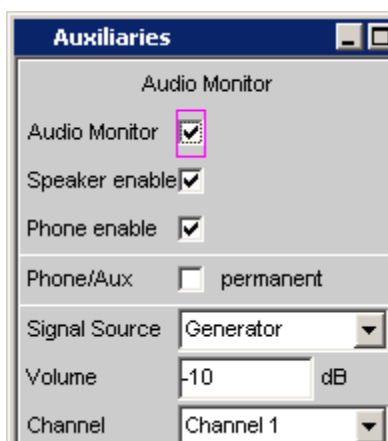 Auxiliaries
Audio Monitor
Audio Monitor
Speaker enable
Phone enable
Phone/Aux permanent
Signal Source Generator
Volume -10 dB
Channel Channel 1